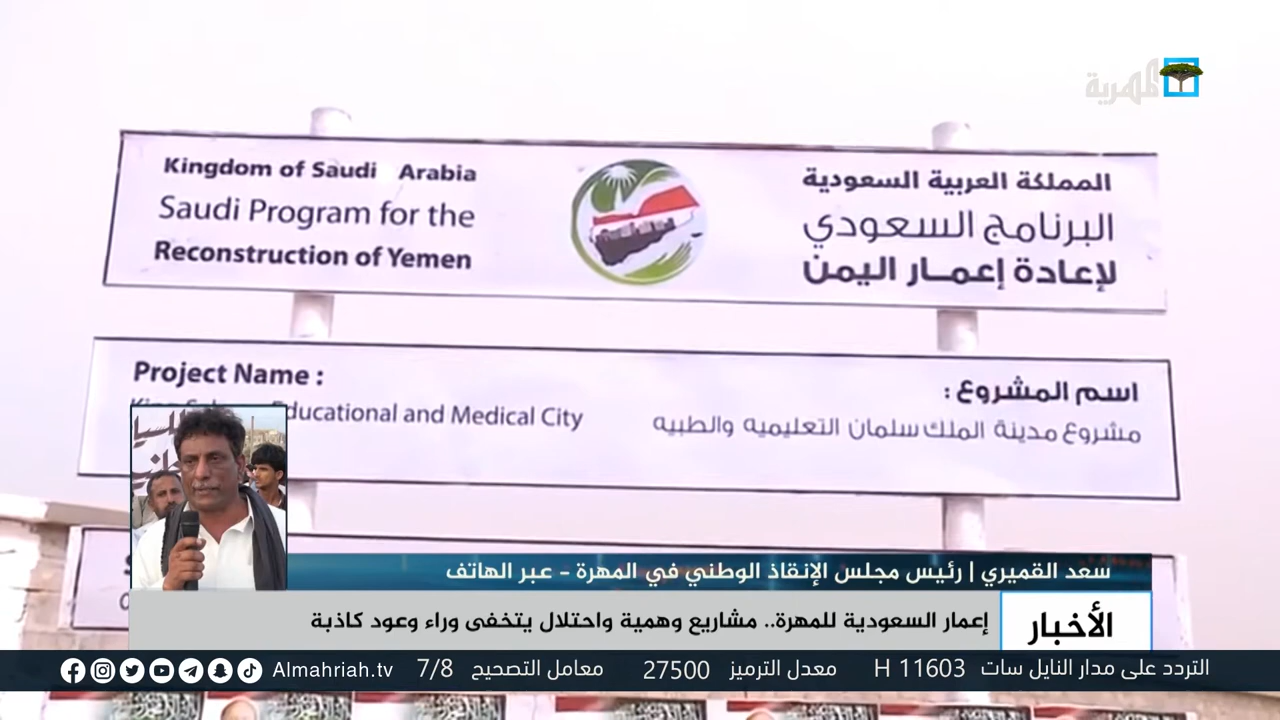 المهرية
Kingdom of Saudi Arabia
Saudi Program for the
Reconstruction of Yemen
المملكة العربية السعودية
البرنامج السعودي
لإعادة إعمار اليمن
Project Name :
Educational and Medical City
اسم المشروع :
مشروع مدينة الملك سلمان التعليميه والطبيه
سعد القميري | رئيس مجلس الإنقاذ الوطني في المهرة - عبر الهاتف
الأخبار
إعمار السعودية للمهرة.. مشاريع وهمية واحتلال يتخفى وراء وعود كاذبة
التردد على مدار النايل سات 11603 H معدل الترميز 27500 معامل التصحيح 7/8 Almahriah.tv